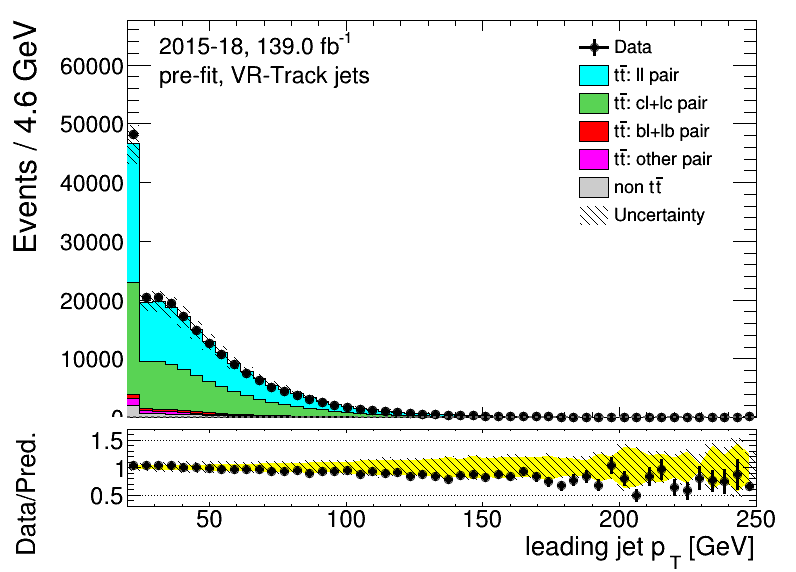 2015-18, 139.0 fb-1
pre-fit, VR-Track jets
Data
tt̄: ll pair
tt̄: cl+lc pair
tt̄: bl+lb pair
tt̄: other pair
non tt̄
Uncertainty
Events / 4.6 GeV
60000
50000
40000
30000
20000
10000
0
Data/Pred.
1.5
1
0.5
50
100
150
200
250
leading jet pT [GeV]